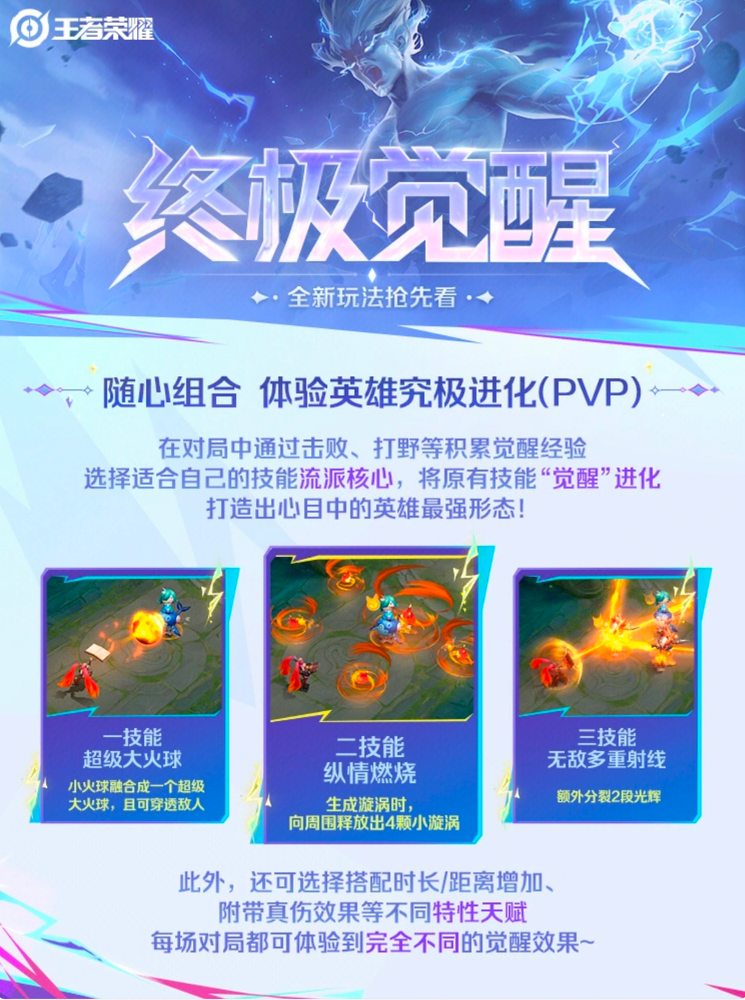 王者荣耀
终极觉醒
全新玩法抢先看
随心组合 体验英雄究极进化(PVP)
在对局中通过击败、打野等积累觉醒经验
选择适合自己的技能流派核心，将原有技能“觉醒”进化
打造出心目中的英雄最强形态！
一技能
超级大火球
小火球融合成一个超级
大火球，且可穿透敌人
二技能
纵情燃烧
生成漩涡时，
向周围释放出4颗小漩涡
三技能
无敌多重射线
额外分裂2段光辉
此外，还可选择搭配时长/距离增加、
附带真伤效果等不同特性天赋
每场对局都可体验到完全不同的觉醒效果~